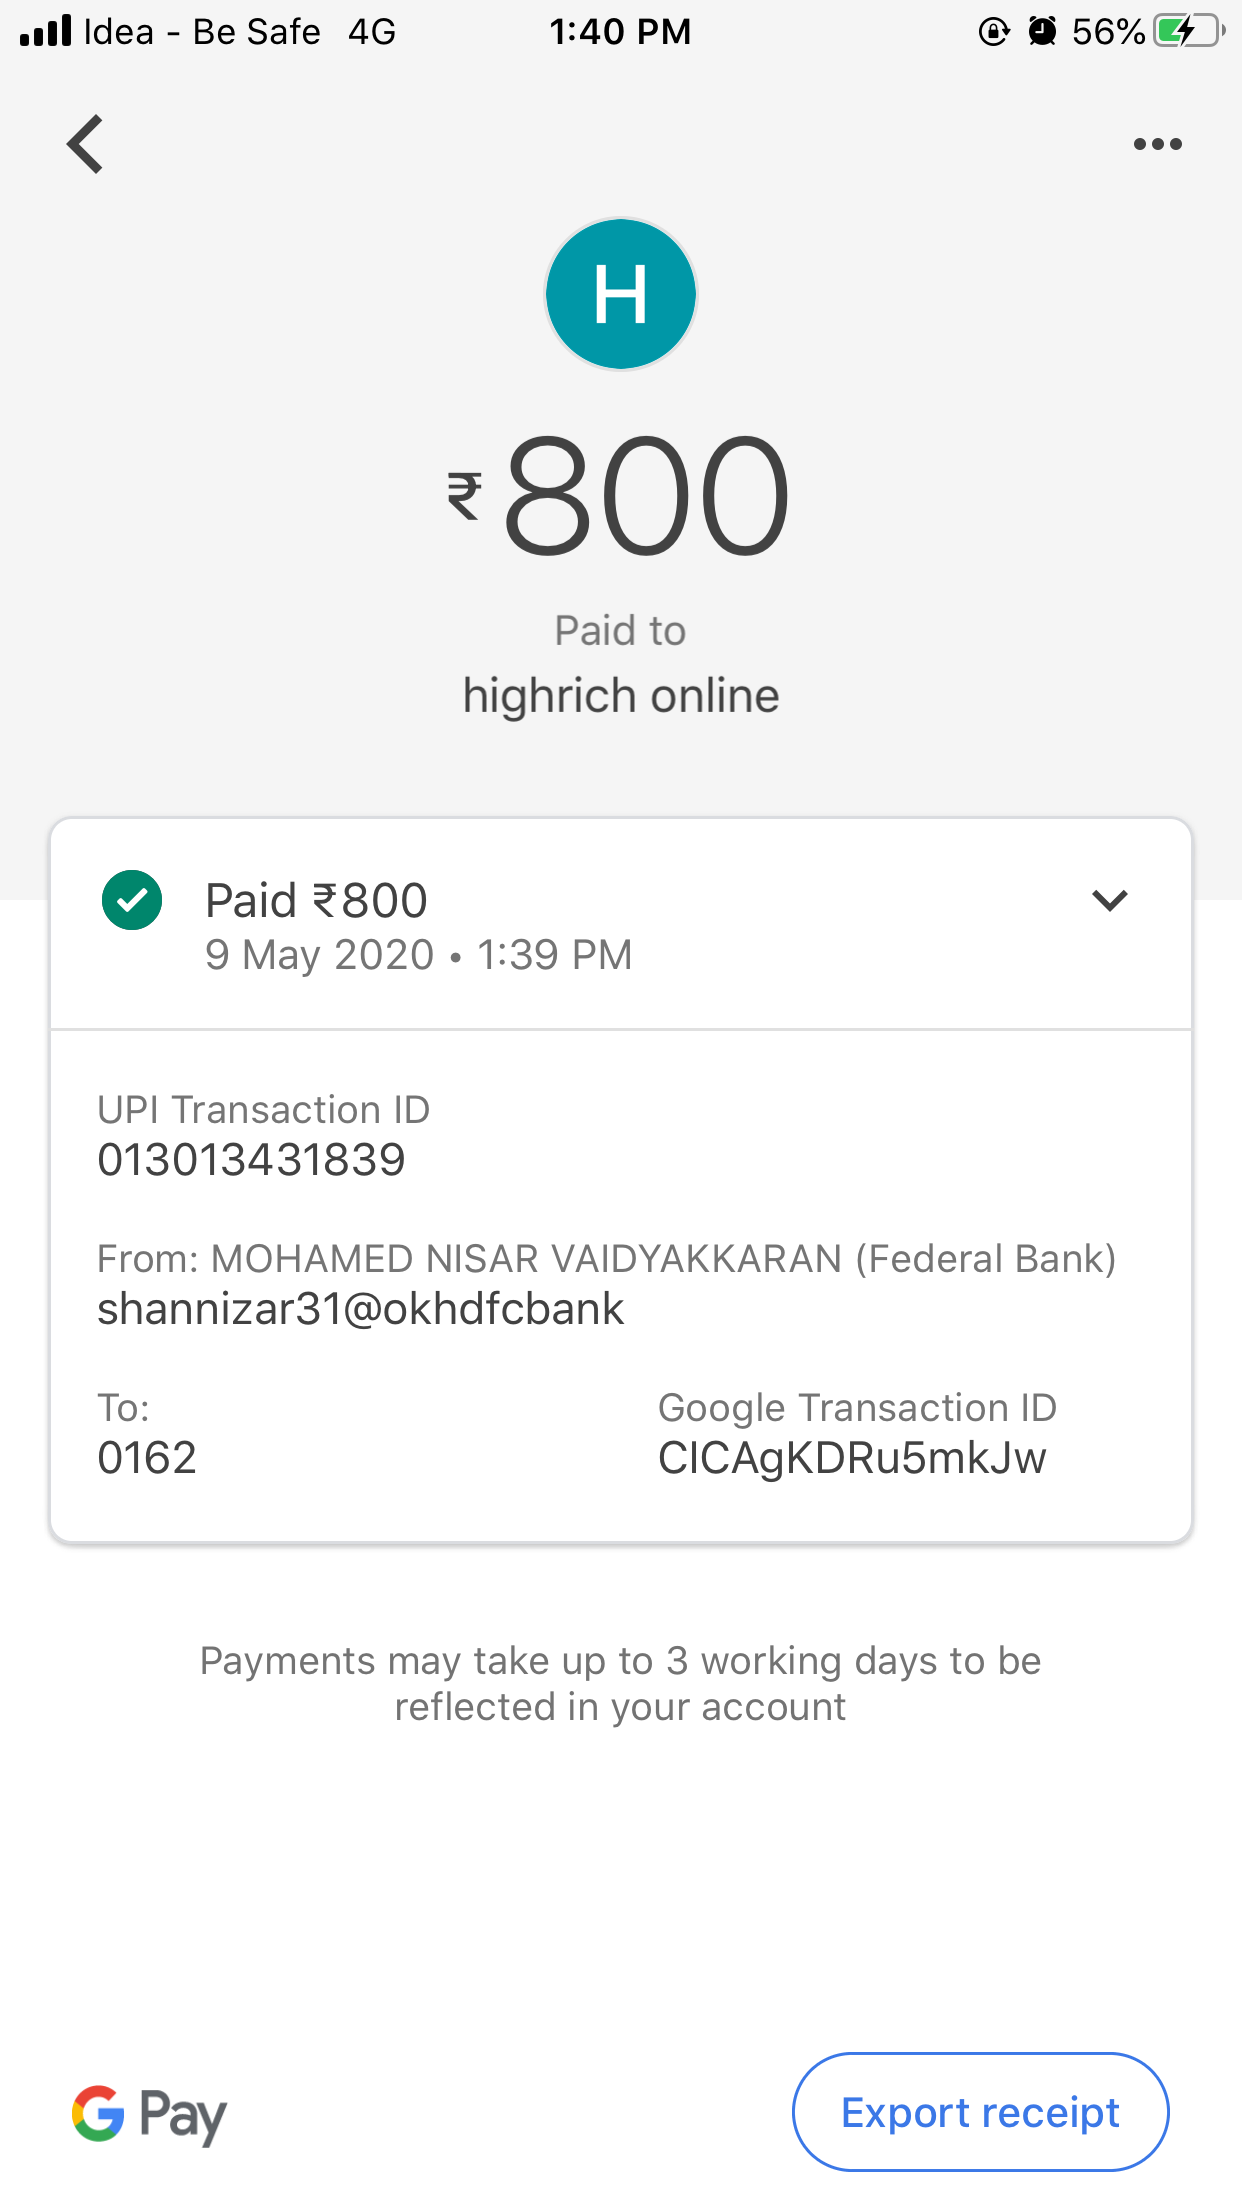 Idea - Be Safe 4G 1:40 PM 56%
H
₹800
Paid to
highrich online
Paid ₹800
9 May 2020 • 1:39 PM
UPI Transaction ID
013013431839
From: MOHAMED NISAR VAIDYAKKARAN (Federal Bank)
shannizar31@okhdfcbank
To:
0162
Google Transaction ID
CICAgKDRu5mkJw
Payments may take up to 3 working days to be
reflected in your account
G Pay
Export receipt